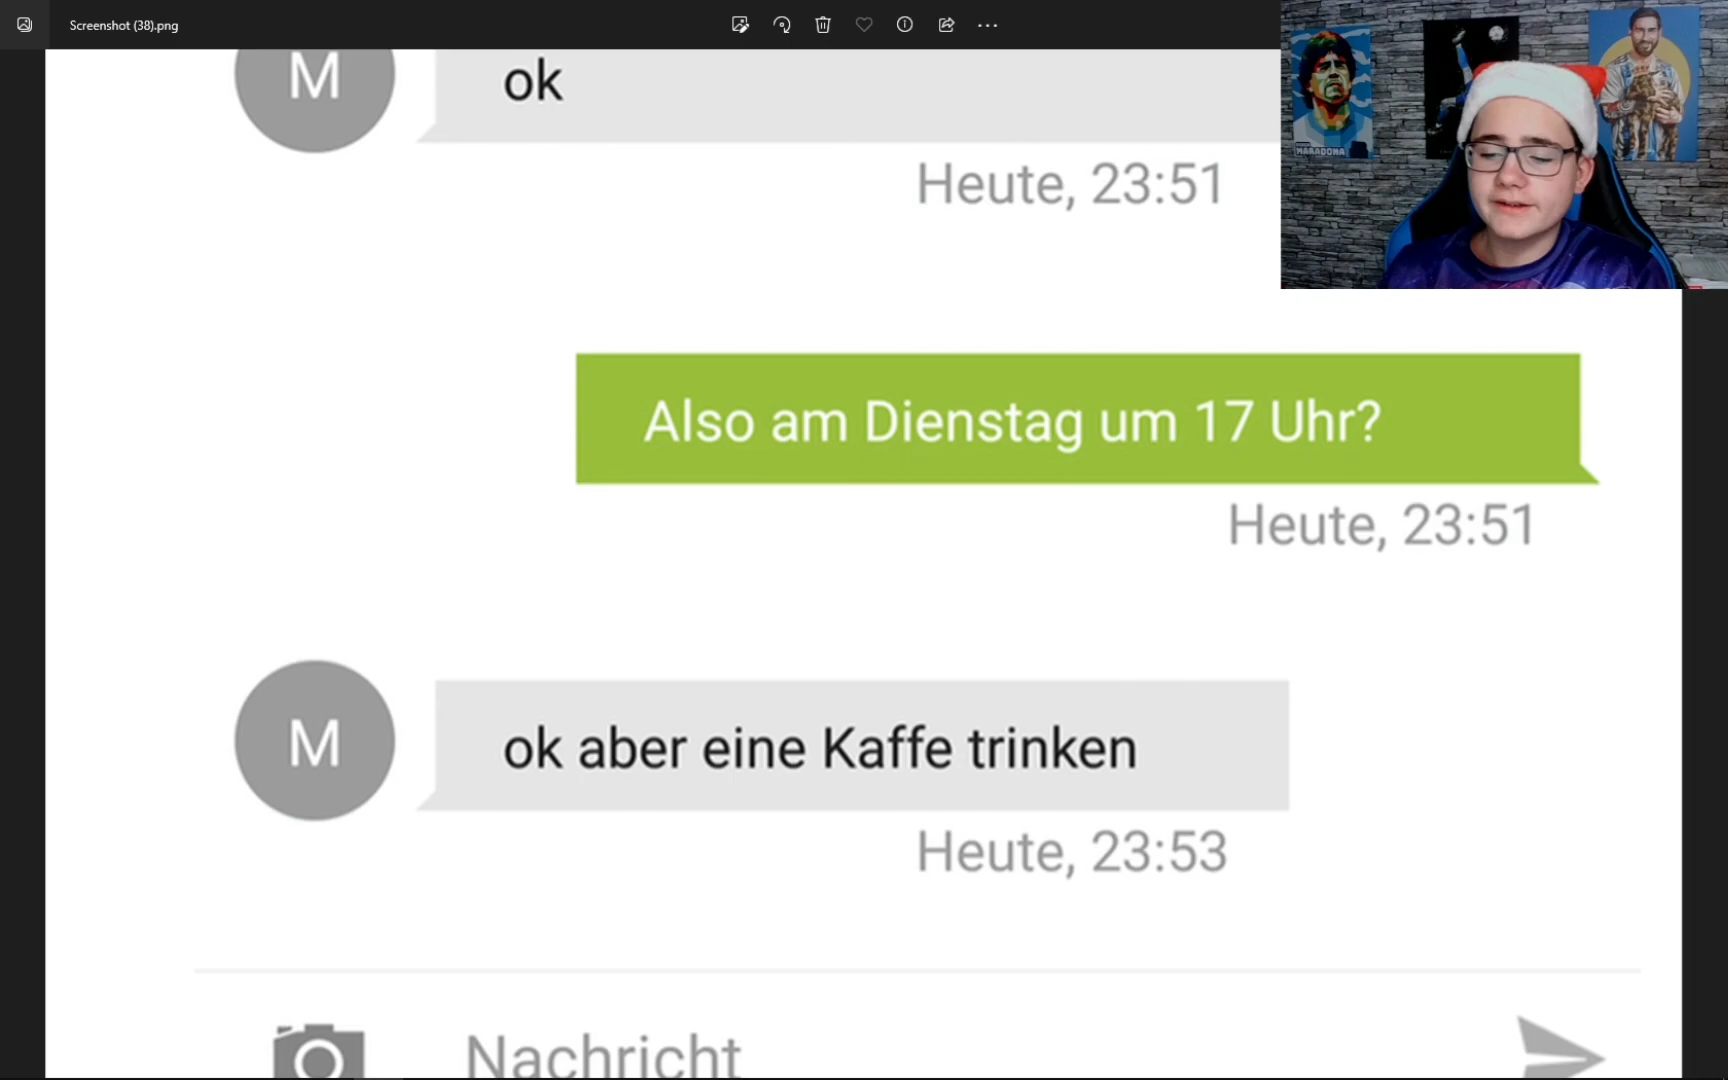 Screenshot (38).png
M
ok
Heute, 23:51
MARADONA
Also am Dienstag um 17 Uhr?
Heute, 23:51
M
ok aber eine Kaffe trinken
Heute, 23:53
Nachricht